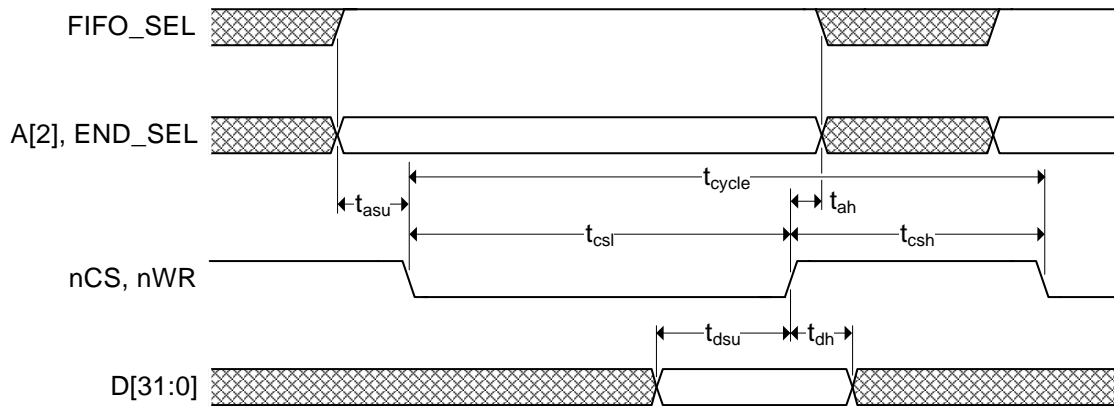 FIFO_SEL
A[2], END_SEL
tcycle
tasu
tah
tcsl
tcsh
nCS, nWR
tdsu
tdh
D[31:0]